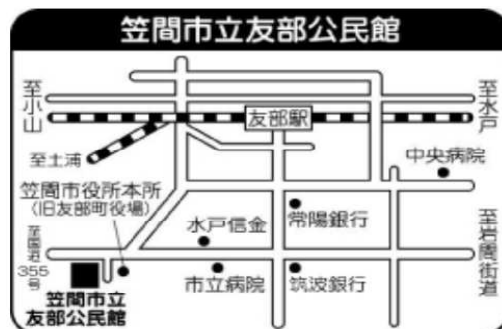 笠間市立友部公民館
至小山
友部駅
至水戸
至土浦
中央病院
笠間市役所本所
(旧友部町役場)
水戸信金
常陽銀行
至岩間街道
至国道
355号
市立病院
筑波銀行
笠間市立
友部公民館